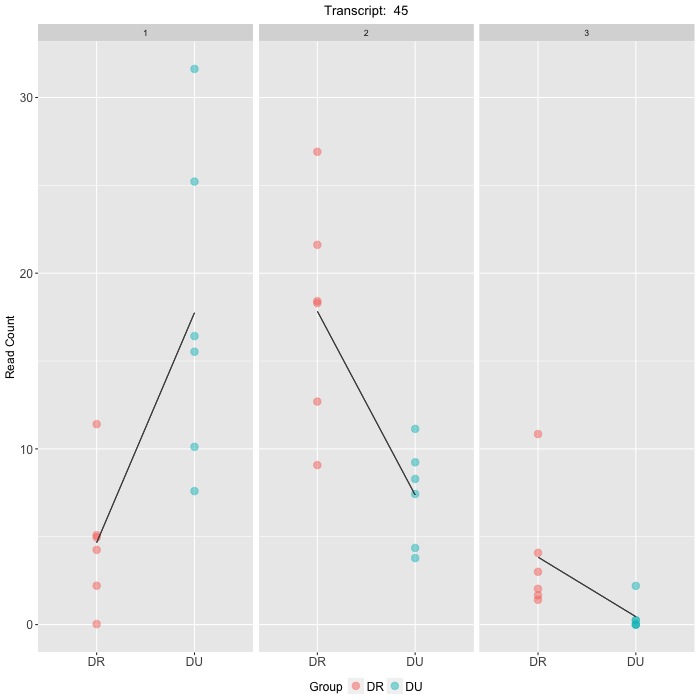 Transcript: 45
1 2 3
Read Count
30
20
10
0
DR DU DR DU DR DU
Group DR DU